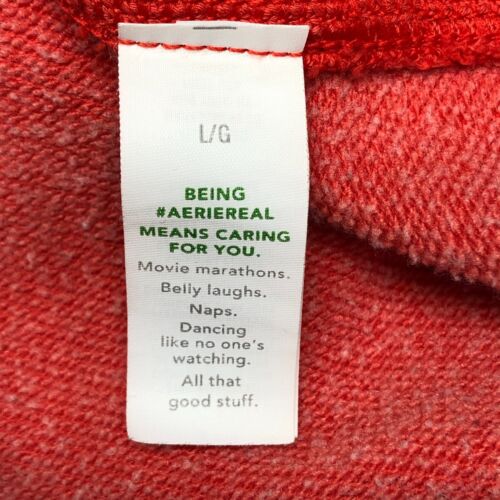 L/G
BEING
#AERIEREAL
MEANS CARING
FOR YOU.
Movie marathons.
Belly laughs.
Naps.
Dancing
like no one's
watching.
All that
good stuff.